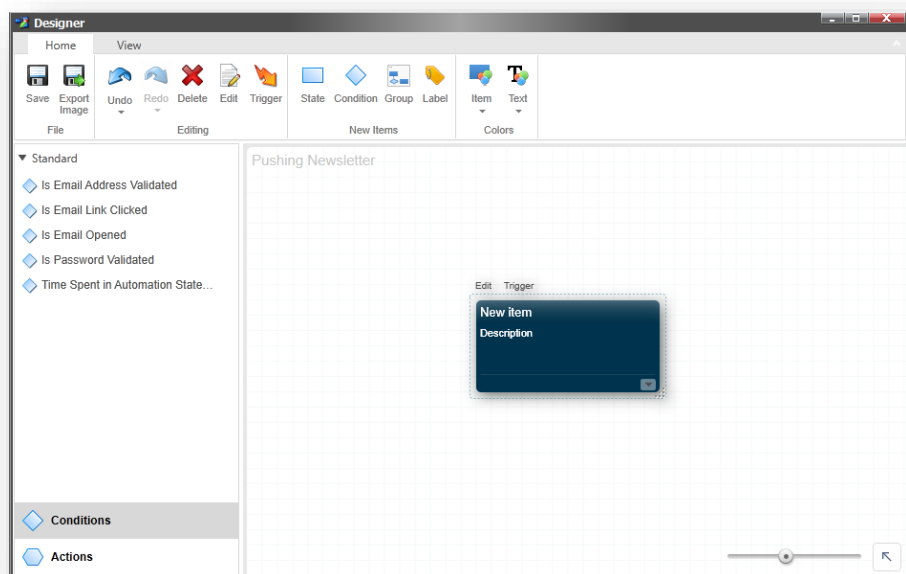 Designer
Home View
Save Export Image Undo Redo Delete Edit Trigger State Condition Group Label Item Text
File Editing New Items Colors
Standard
Is Email Address Validated
Is Email Link Clicked
Is Email Opened
Is Password Validated
Time Spent in Automation State...
Conditions
Actions
Pushing Newsletter
Edit Trigger
New item
Description